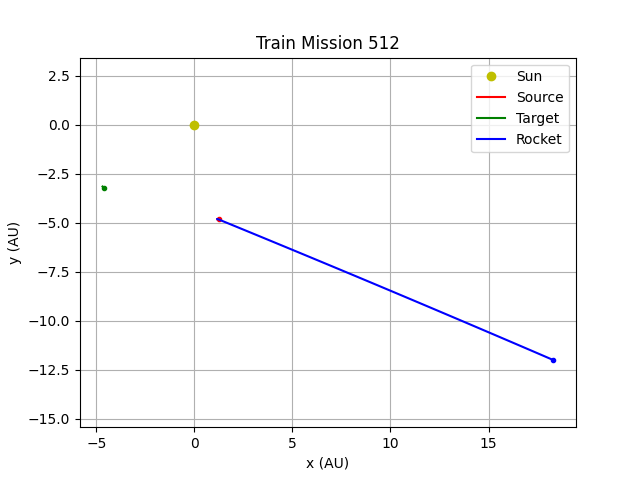 Train Mission 512
Sun
Source
Target
Rocket
2.5
0.0
−2.5
−5.0
−7.5
−10.0
−12.5
−15.0
y (AU)
−5
0
5
10
15
x (AU)